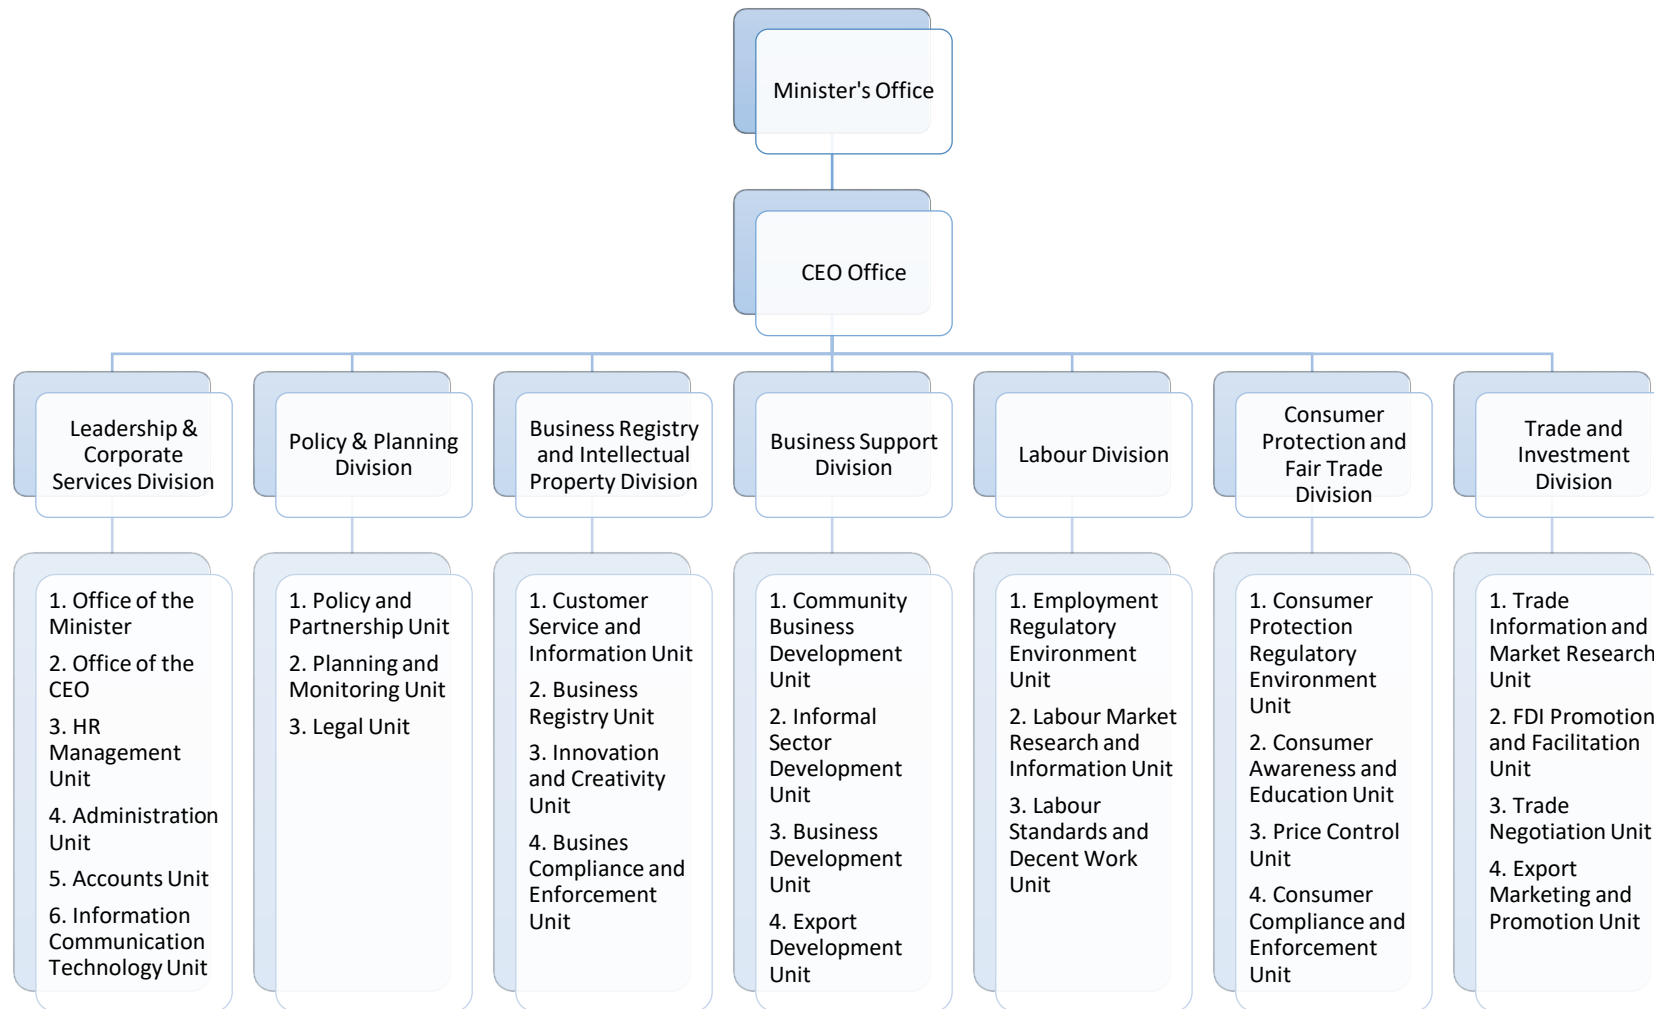 Minister's Office
CEO Office
Leadership &
Corporate
Services Division
Policy & Planning
Division
Business Registry
and Intellectual
Property Division
Business Support
Division
Labour Division
Consumer
Protection and
Fair Trade
Division
Trade and
Investment
Division
1. Office of the
Minister
2. Office of the
CEO
3. HR
Management
Unit
4. Administration
Unit
5. Accounts Unit
6. Information
Communication
Technology Unit
1. Policy and
Partnership Unit
2. Planning and
Monitoring Unit
3. Legal Unit
1. Customer
Service and
Information Unit
2. Business
Registry Unit
3. Innovation
and Creativity
Unit
4. Busines
Compliance and
Enforcement
Unit
1. Community
Business
Development
Unit
2. Informal
Sector
Development
Unit
3. Business
Development
Unit
4. Export
Development
Unit
1. Employment
Regulatory
Environment
Unit
2. Labour Market
Research and
Information Unit
3. Labour
Standards and
Decent Work
Unit
1. Consumer
Protection
Regulatory
Environment
Unit
2. Consumer
Awareness and
Education Unit
3. Price Control
Unit
4. Consumer
Compliance and
Enforcement
Unit
1. Trade
Information and
Market Research
Unit
2. FDI Promotion
and Facilitation
Unit
3. Trade
Negotiation Unit
4. Export
Marketing and
Promotion Unit